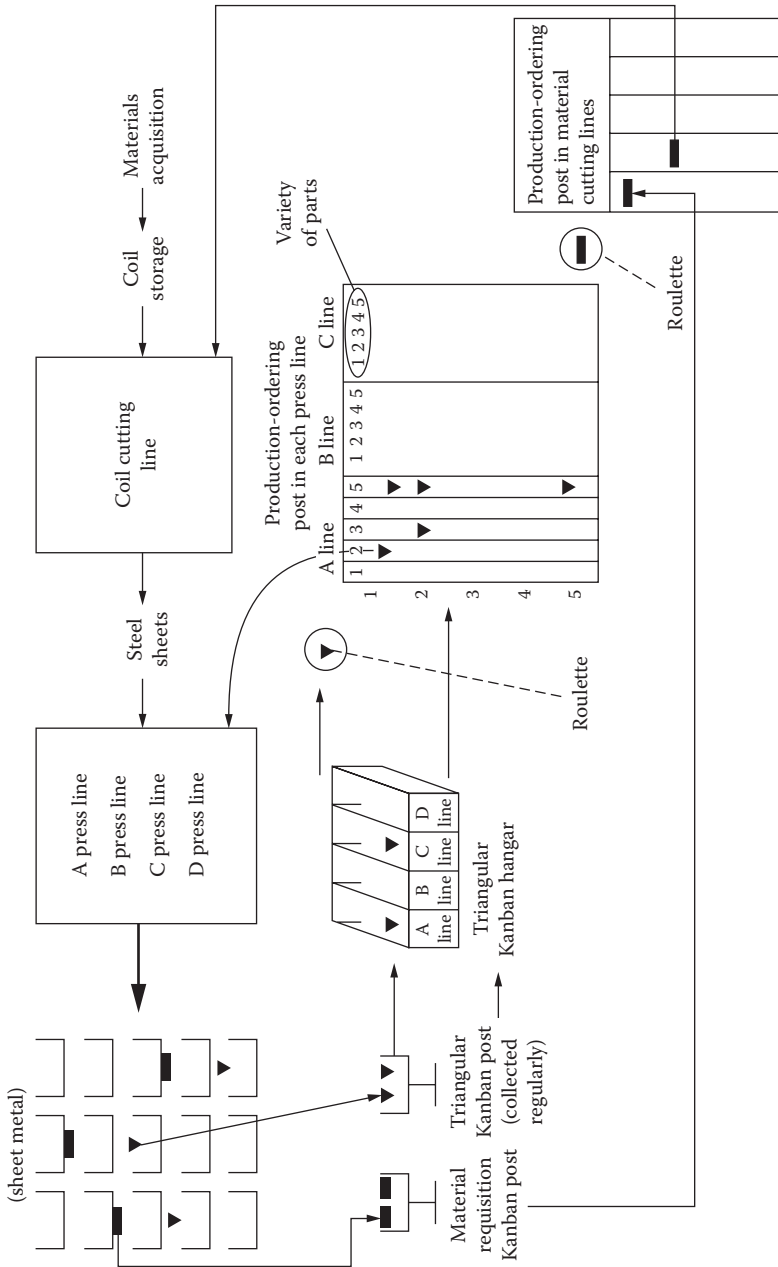 (sheet metal)
A press line
B press line
C press line
D press line
Steel
sheets
Coil cutting
line
Coil
storage
Materials
acquisition
Material
requisition
Kanban post
Triangular
Kanban post
(collected
regularly)
Triangular
Kanban hangar
A
line
B
line
C
line
D
line
Roulette
Production-ordering
post in each press line
A line
B line
C line
1 2 3 4 5
1 2 3 4 5
1 2 3 4 5
1
2
3
4
5
Variety
of parts
Roulette
Production-ordering
post in material
cutting lines